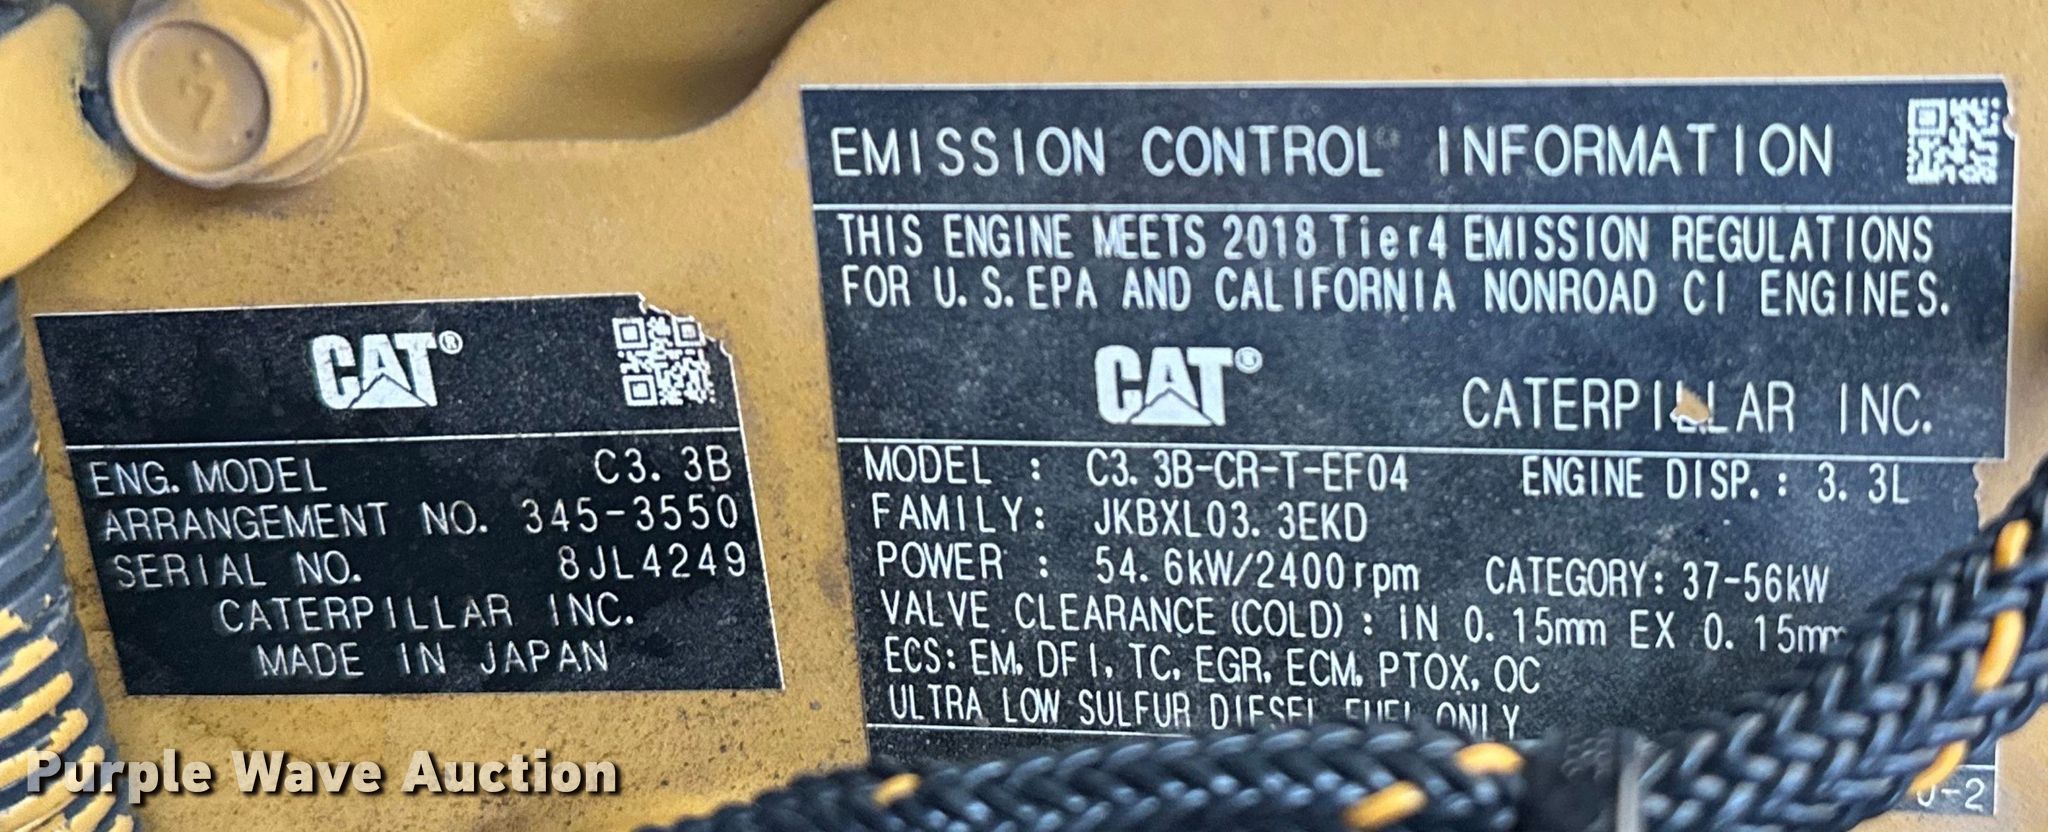 CAT®
ENG. MODEL C3.3B
ARRANGEMENT NO. 345-3550
SERIAL NO. 8JL4249
CATERPILLAR INC.
MADE IN JAPAN
EMISSION CONTROL INFORMATION
THIS ENGINE MEETS 2018 Tier4 EMISSION REGULATIONS
FOR U.S.EPA AND CALIFORNIA NONROAD CI ENGINES.
CAT® CATERPILLAR INC.
MODEL : C3.3B-CR-T-EF04 ENGINE DISP.: 3.3L
FAMILY: JKBXL03.3EKD
POWER : 54.6kW/2400rpm CATEGORY: 37-56kW
VALVE CLEARANCE (COLD) : IN 0.15mm EX 0.15mm
ECS: EM, DFI, TC, EGR, ECM, PTOX, OC
ULTRA LOW SULFUR DIESEL FUEL ONLY
-2
Purple Wave Auction